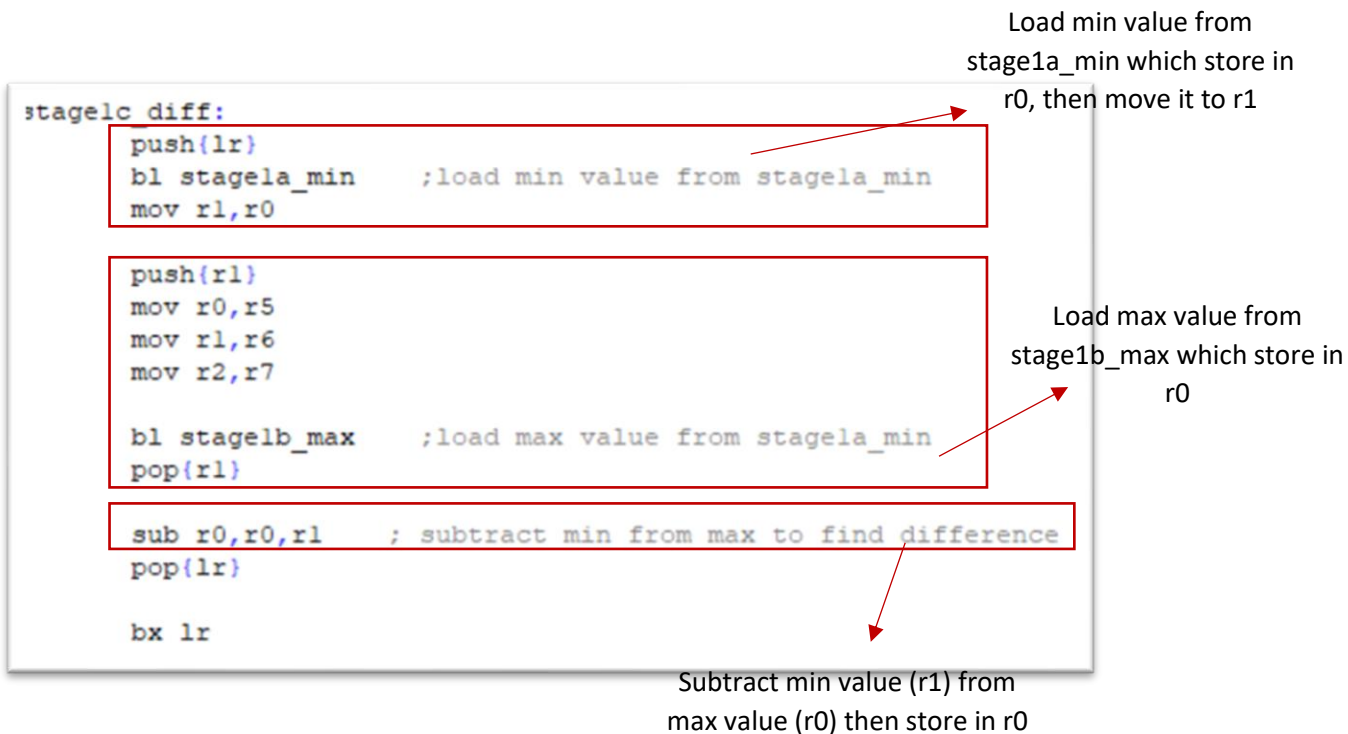 Load min value from
stage1a_min which store in
r0, then move it to r1
stage1c_diff:
push{lr}
bl stage1a_min    ;load min value from stage1a_min
mov r1,r0
push{r1}
mov r0,r5
mov r1,r6
mov r2,r7
Load max value from
stage1b_max which store in
r0
bl stage1b_max    ;load max value from stage1a_min
pop{r1}
sub r0,r0,r1    ; subtract min from max to find difference
pop{lr}
bx lr
Subtract min value (r1) from
max value (r0) then store in r0